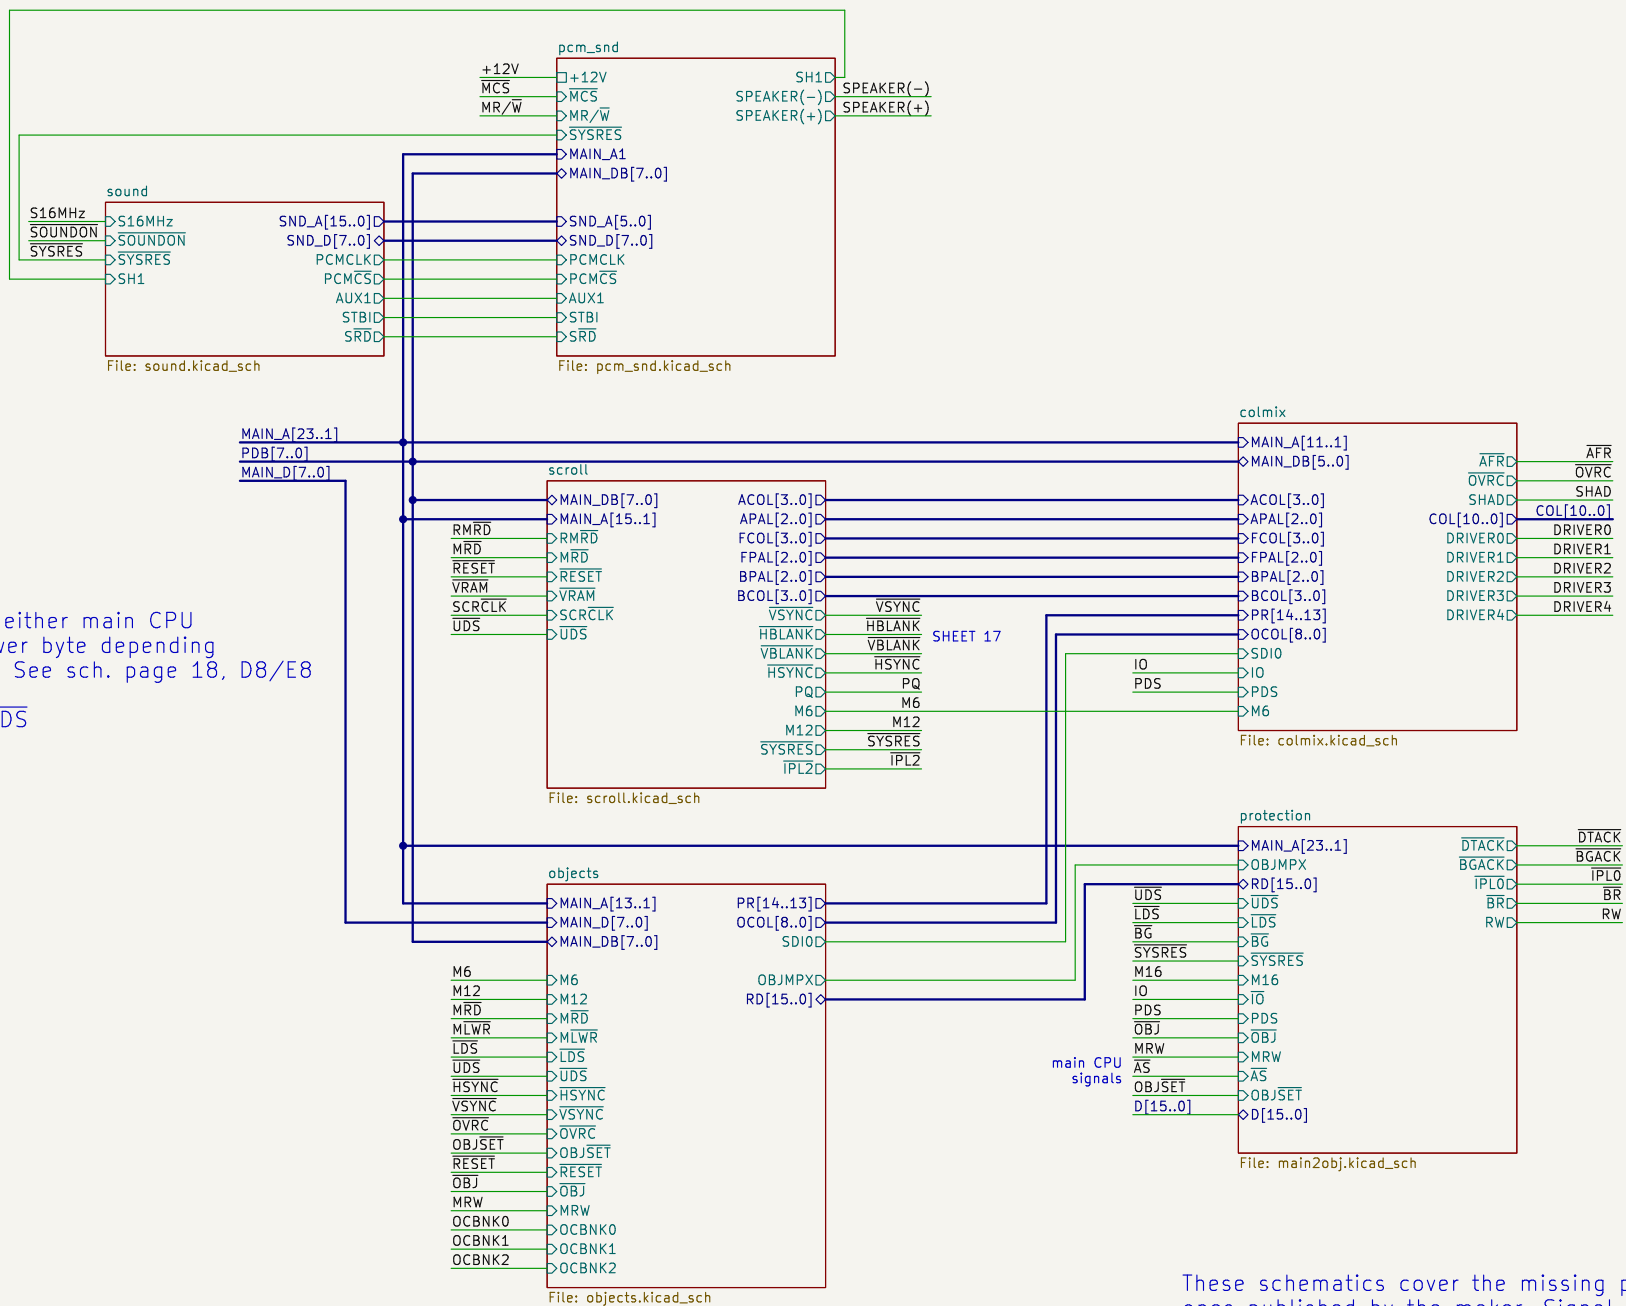 pcm_snd
+12V
MCS
MR/W
+12V
MCS
MR/W
SYSRES
MAIN_A1
MAIN_DB[7..0]
SND_A[5..0]
SND_D[7..0]
PCMCLK
PCMCS
AUX1
STBI
SRD
SH1
SPEAKER(-)
SPEAKER(+)
SPEAKER(-)
SPEAKER(+)
File: pcm_snd.kicad_sch
sound
S16MHz
SOUNDON
SYSRES
S16MHz
SOUNDON
SYSRES
SH1
SND_A[15..0]
SND_D[7..0]
PCMCLK
PCMCS
AUX1
STBI
SRD
File: sound.kicad_sch
MAIN_A[23..1]
PDB[7..0]
MAIN_D[7..0]
scroll
RMRD
MRD
RESET
VRAM
SCRCLK
UDS
MAIN_DB[7..0]
MAIN_A[15..1]
RMRD
MRD
RESET
VRAM
SCRCLK
UDS
ACOL[3..0]
APAL[2..0]
FCOL[3..0]
FPAL[2..0]
BPAL[2..0]
BCOL[3..0]
VSYNC
HBLANK
VBLANK
HSYNC
PQ
M6
M12
SYSRES
IPL2
VSYNC
HBLANK
VBLANK
HSYNC
PQ
M6
M12
SYSRES
IPL2
SHEET 17
File: scroll.kicad_sch
colmix
MAIN_A[11..1]
MAIN_DB[5..0]
ACOL[3..0]
APAL[2..0]
FCOL[3..0]
FPAL[2..0]
BPAL[2..0]
BCOL[3..0]
PR[14..13]
OCOL[8..0]
SDI0
IO
PDS
M6
IO
PDS
AFR
OVRC
SHAD
COL[10..0]
DRIVER0
DRIVER1
DRIVER2
DRIVER3
DRIVER4
AFR
OVRC
SHAD
COL[10..0]
DRIVER0
DRIVER1
DRIVER2
DRIVER3
DRIVER4
File: colmix.kicad_sch
either main CPU
er byte depending
See sch. page 18, D8/E8
DS
objects
MAIN_A[13..1]
MAIN_D[7..0]
MAIN_DB[7..0]
M6
M12
MRD
MLWR
LDS
UDS
HSYNC
VSYNC
OVRC
OBJSET
RESET
OBJ
MRW
OCBNK0
OCBNK1
OCBNK2
M6
M12
MRD
MLWR
LDS
UDS
HSYNC
VSYNC
OVRC
OBJSET
RESET
OBJ
MRW
OCBNK0
OCBNK1
OCBNK2
PR[14..13]
OCOL[8..0]
SDI0
OBJMPX
RD[15..0]
File: objects.kicad_sch
protection
MAIN_A[23..1]
OBJMPX
RD[15..0]
UDS
LDS
BG
SYSRES
M16
IO
PDS
OBJ
MRW
AS
OBJSET
D[15..0]
UDS
LDS
BG
SYSRES
M16
IO
PDS
OBJ
MRW
AS
OBJSET
D[15..0]
main CPU
signals
DTACK
BGACK
IPL0
BR
RW
DTACK
BGACK
IPL0
BR
RW
File: main2obj.kicad_sch
These schematics cover the missing